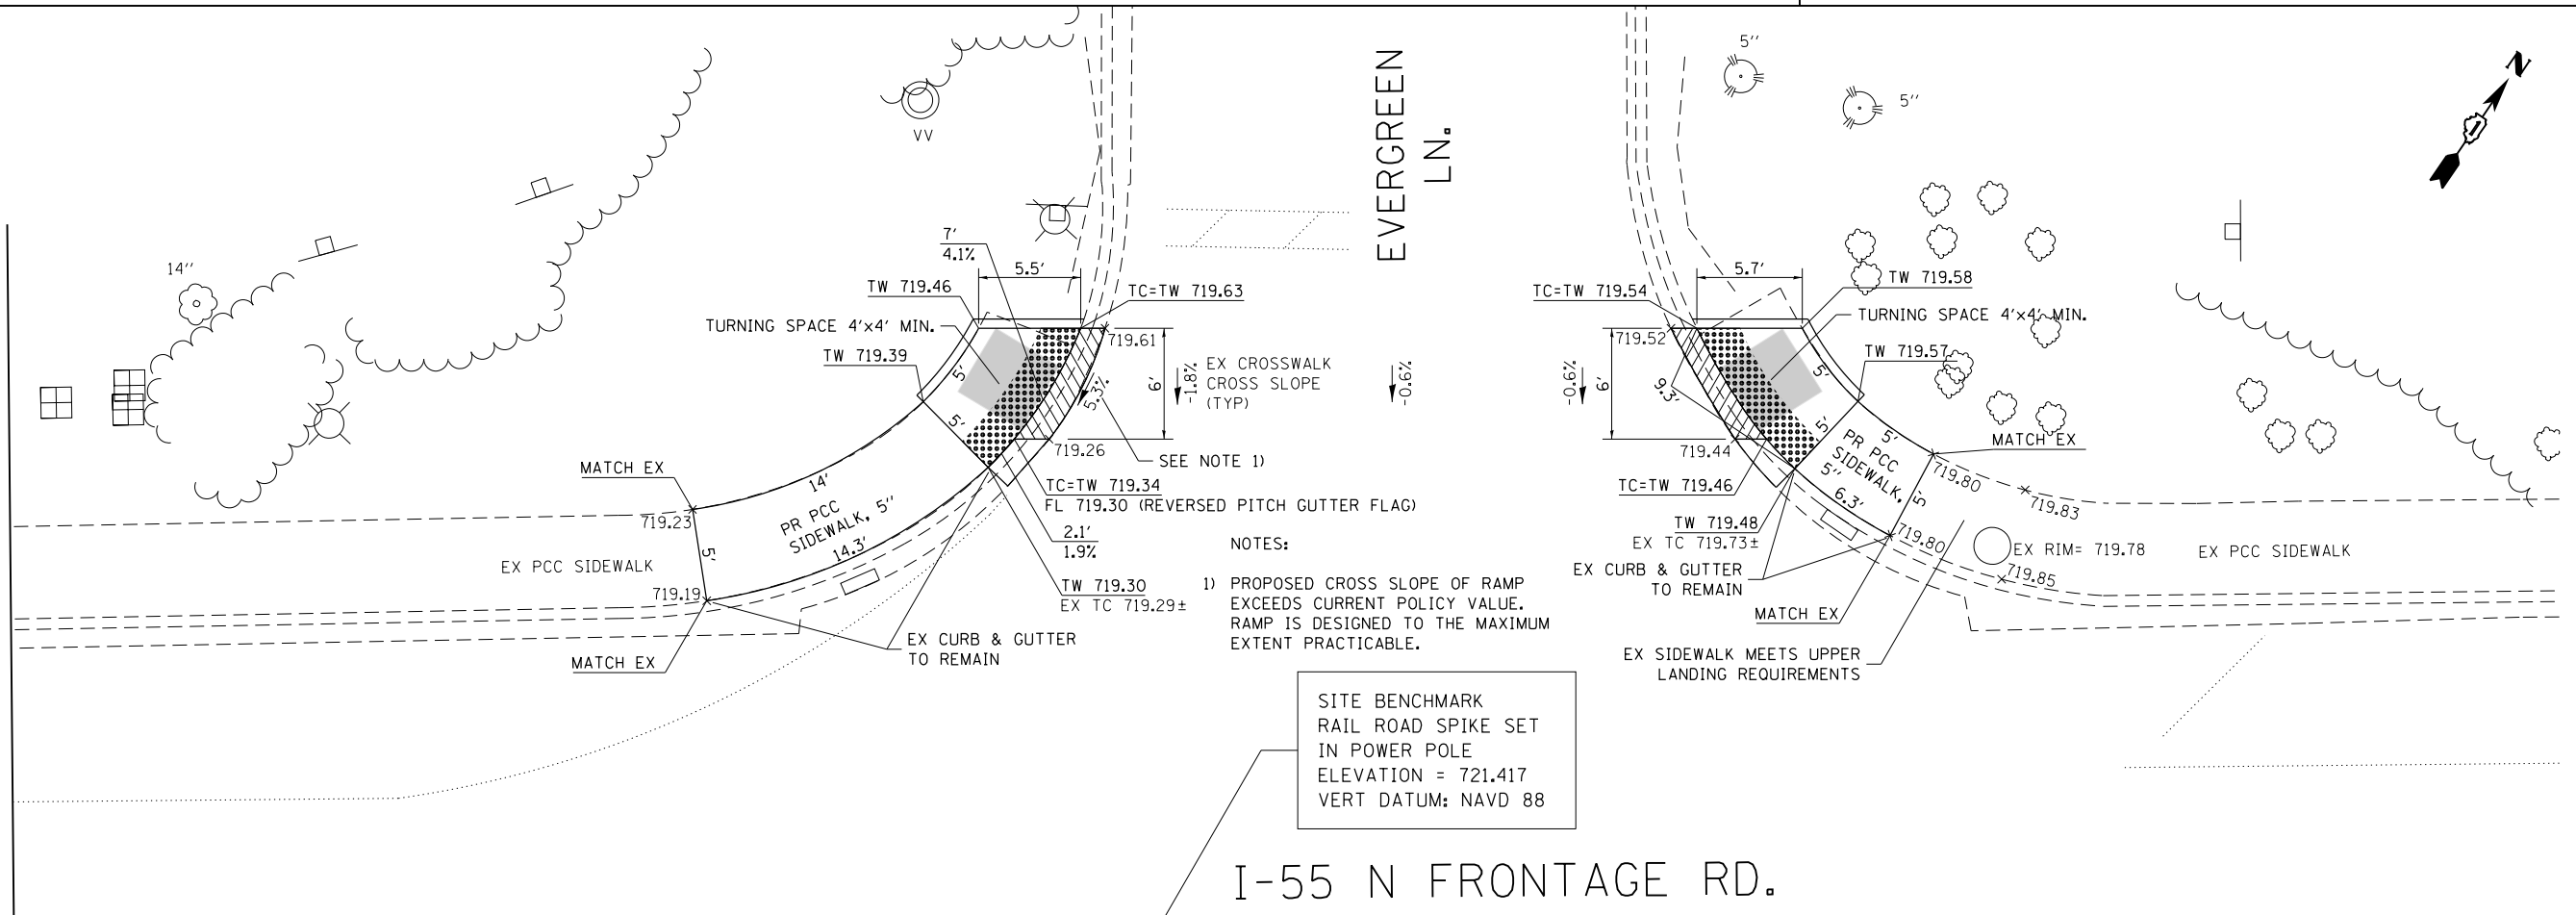 5''
5''
N
VV
EVERGREEN
LN.
14''
7'
4.1%
5.5'
TW 719.46
TC=TW 719.63
TURNING SPACE 4'x4' MIN.
TW 719.39
719.61
5'
5'
5.3%
6'
-1.8%
EX CROSSWALK
CROSS SLOPE
(TYP)
-0.6%
719.26
SEE NOTE 1)
MATCH EX
14'
PR PCC
SIDEWALK, 5''
14.3'
719.23
5'
719.19
EX PCC SIDEWALK
MATCH EX
TC=TW 719.34
FL 719.30 (REVERSED PITCH GUTTER FLAG)
2.1'
1.9%
TW 719.30
EX TC 719.29±
EX CURB & GUTTER
TO REMAIN
NOTES:
1) PROPOSED CROSS SLOPE OF RAMP
EXCEEDS CURRENT POLICY VALUE.
RAMP IS DESIGNED TO THE MAXIMUM
EXTENT PRACTICABLE.
5.7'
TW 719.58
TC=TW 719.54
TURNING SPACE 4'x4' MIN.
719.52
TW 719.57
-0.6%
6'
9.3'
5'
5'
719.44
5'
PR PCC
SIDEWALK,
5''
6.3'
5'
MATCH EX
719.80
719.83
TC=TW 719.46
TW 719.48
EX TC 719.73±
719.80
EX RIM= 719.78
EX PCC SIDEWALK
719.85
EX CURB & GUTTER
TO REMAIN
MATCH EX
EX SIDEWALK MEETS UPPER
LANDING REQUIREMENTS
SITE BENCHMARK
RAIL ROAD SPIKE SET
IN POWER POLE
ELEVATION = 721.417
VERT DATUM: NAVD 88
I-55 N FRONTAGE RD.